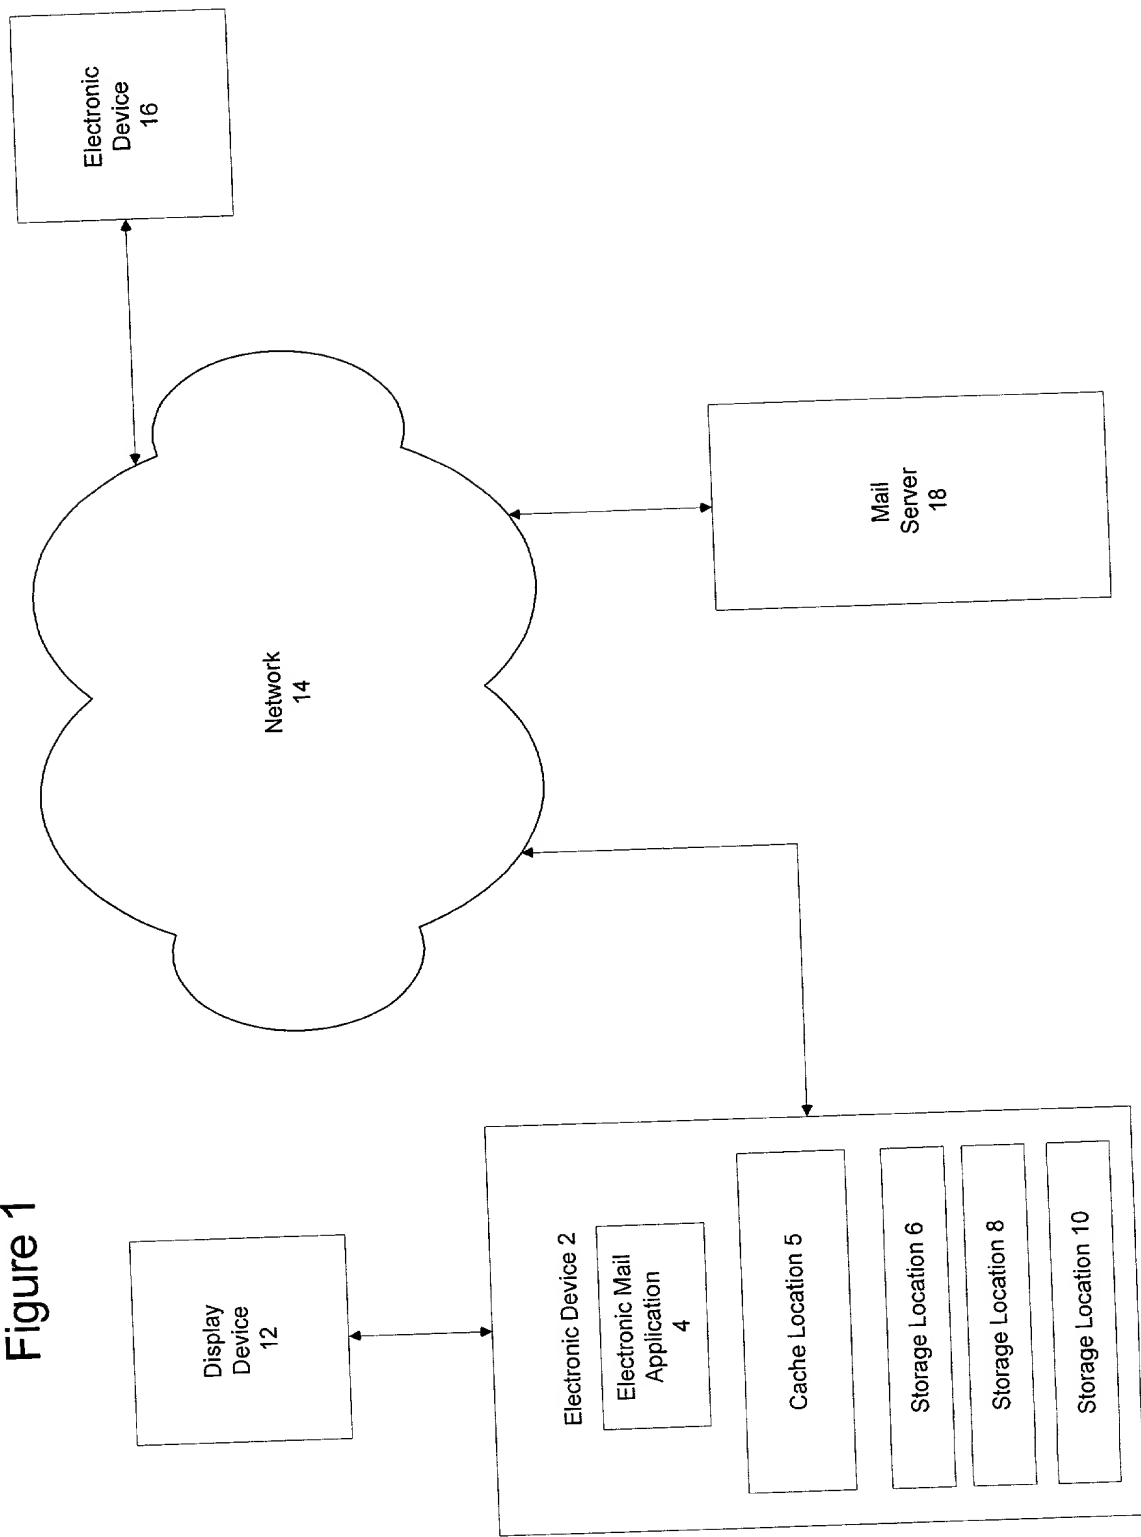 Figure 1
Display
Device
12
Electronic Device 2
Electronic Mail
Application
4
Cache Location 5
Storage Location 6
Storage Location 8
Storage Location 10
Network
14
Electronic
Device
16
Mail
Server
18